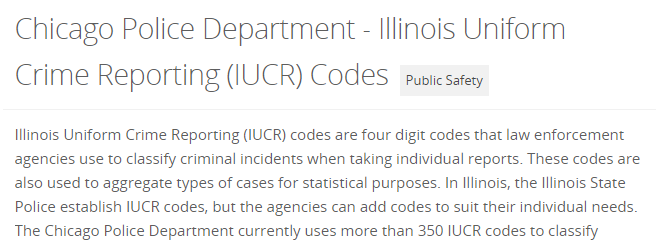 Chicago Police Department - Illinois Uniform
Crime Reporting (IUCR) Codes Public Safety
Illinois Uniform Crime Reporting (IUCR) codes are four digit codes that law enforcement
agencies use to classify criminal incidents when taking individual reports. These codes are
also used to aggregate types of cases for statistical purposes. In Illinois, the Illinois State
Police establish IUCR codes, but the agencies can add codes to suit their individual needs.
The Chicago Police Department currently uses more than 350 IUCR codes to classify